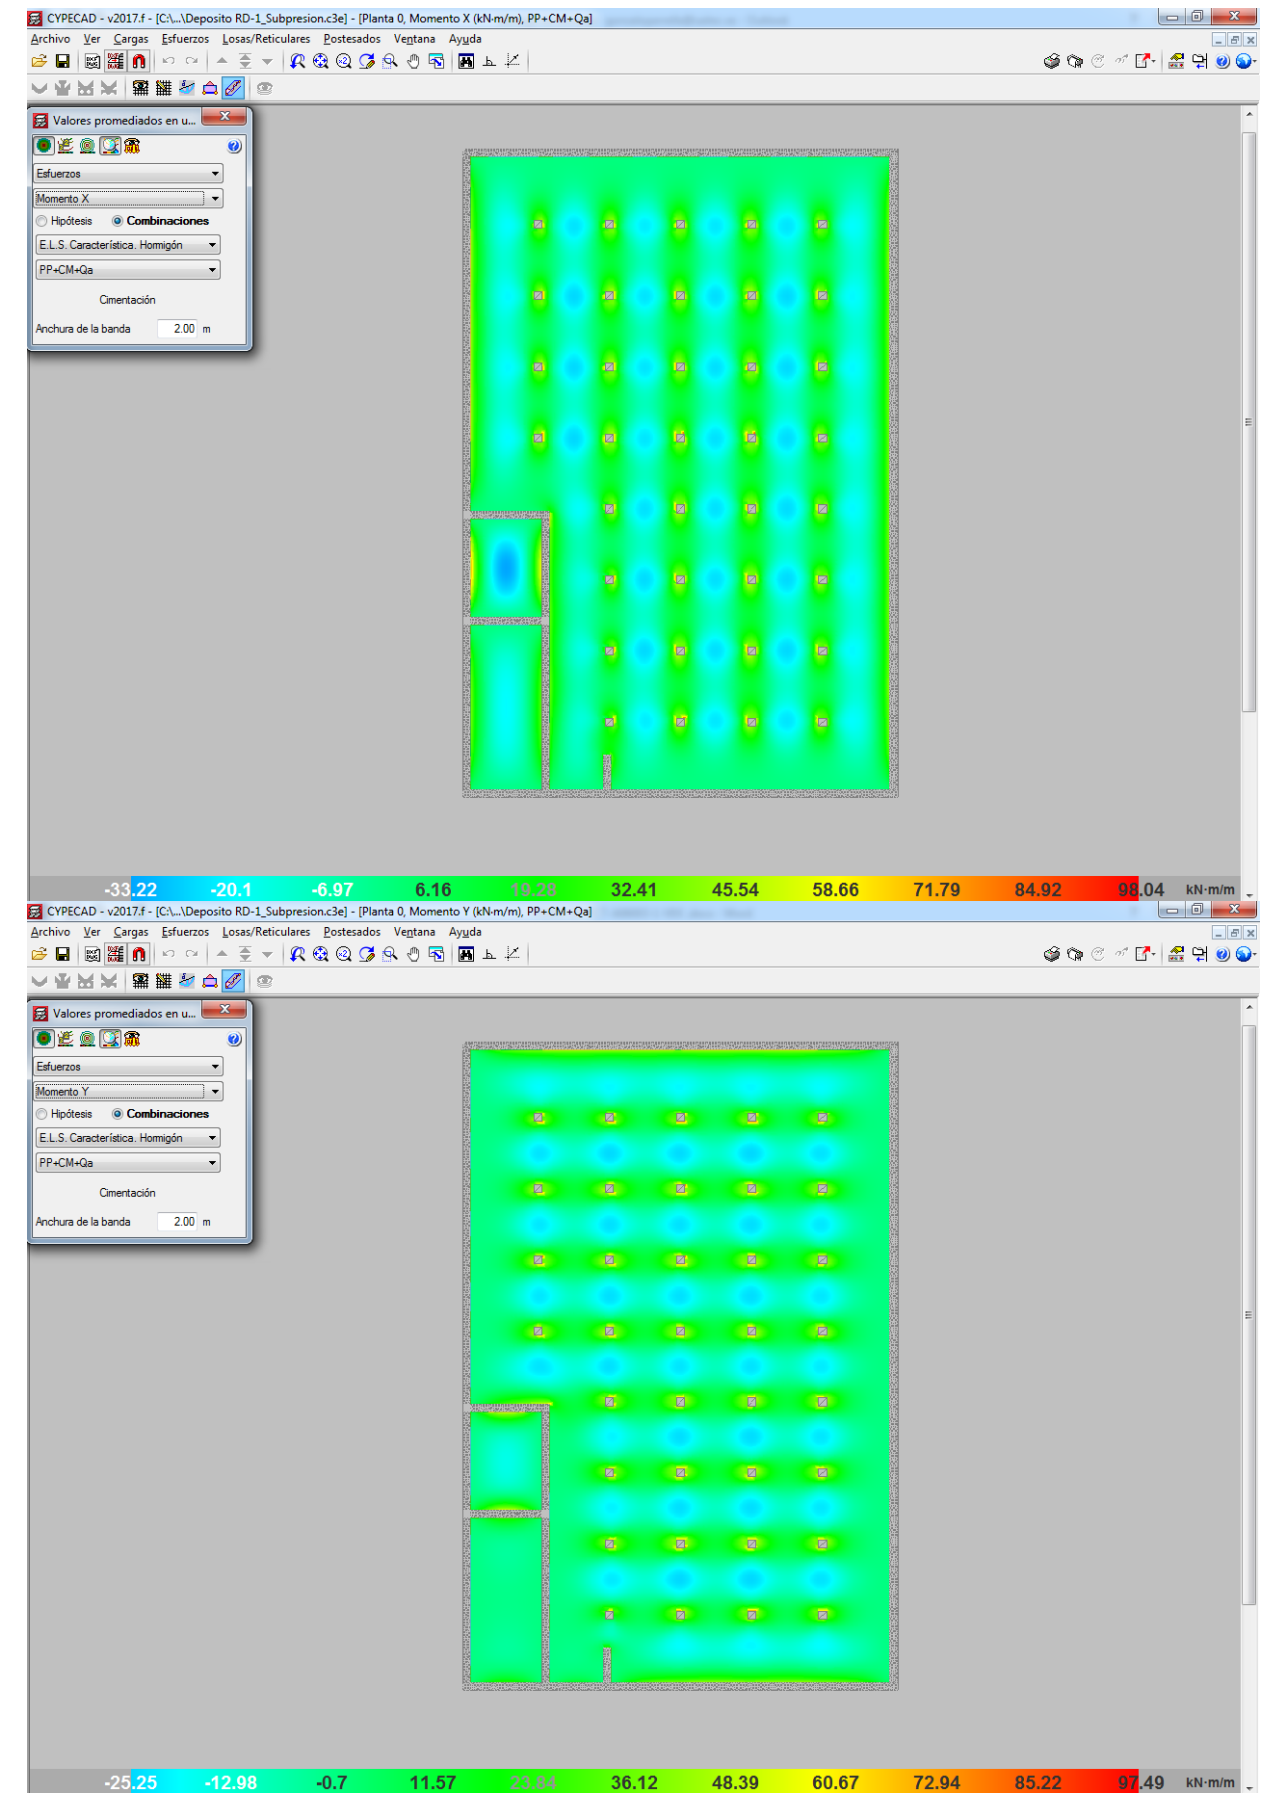 CYPECAD - v2017.f - [C:\...\Deposito RD-1_Subpresion.c3e] - [Planta 0, Momento X (kN·m/m), PP+CM+Qa]
Archivo Ver Cargas Esfuerzos Losas/Reticulares Postesados Ventana Ayuda
Valores promediados en u...
Esfuerzos
Momento X
Hipótesis Combinaciones
E.L.S. Característica. Hormigón
PP+CM+Qa
Cimentación
Anchura de la banda 2.00 m
-33.22 -20.1 -6.97 6.16 19.28 32.41 45.54 58.66 71.79 84.92 98.04 kN·m/m
CYPECAD - v2017.f - [C:\...\Deposito RD-1_Subpresion.c3e] - [Planta 0, Momento Y (kN·m/m), PP+CM+Qa]
Archivo Ver Cargas Esfuerzos Losas/Reticulares Postesados Ventana Ayuda
Valores promediados en u...
Esfuerzos
Momento Y
Hipótesis Combinaciones
E.L.S. Característica. Hormigón
PP+CM+Qa
Cimentación
Anchura de la banda 2.00 m
-25.25 -12.98 -0.7 11.57 23.84 36.12 48.39 60.67 72.94 85.22 97.49 kN·m/m